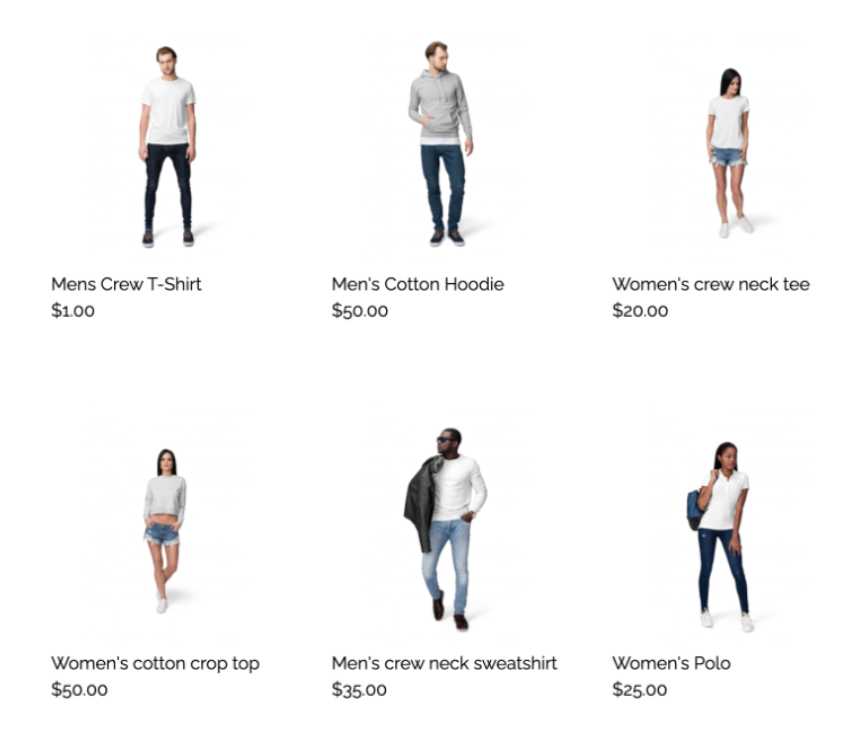 Mens Crew T-Shirt
$1.00
Men's Cotton Hoodie
$50.00
Women's crew neck tee
$20.00
Women's cotton crop top
$50.00
Men's crew neck sweatshirt
$35.00
Women's Polo
$25.00